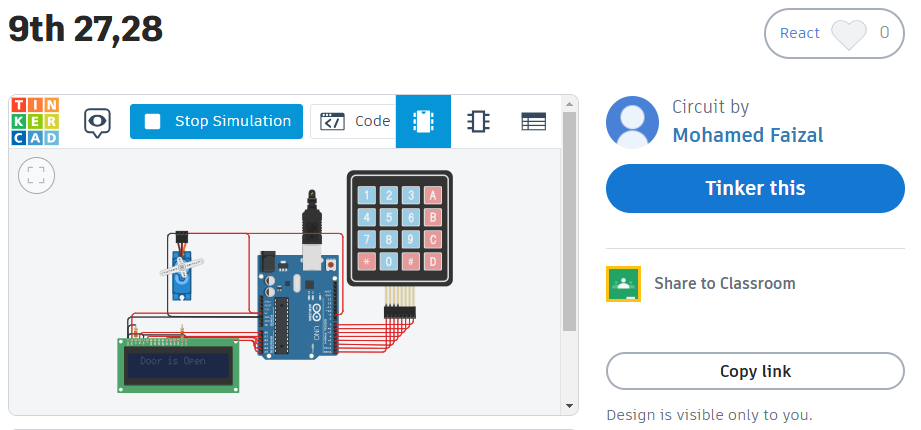 9th 27,28
React 0
TIN
KER
CAD
Stop Simulation
Code
Circuit by
Mohamed Faizal
Tinker this
Share to Classroom
Copy link
Design is visible only to you.
1 2 3 A
4 5 6 B
7 8 9 C
* 0 # D
UNO
Door is Open